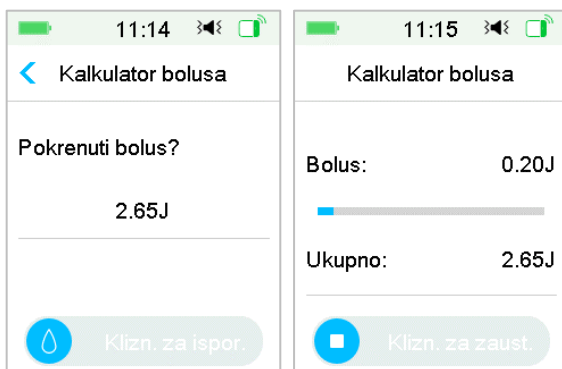 11:14
Kalkulator bolusa
Pokrenuti bolus?
2.65J
Klizn. za ispor.
11:15
Kalkulator bolusa
Bolus: 0.20J
Ukupno: 2.65J
Klizn. za zaust.